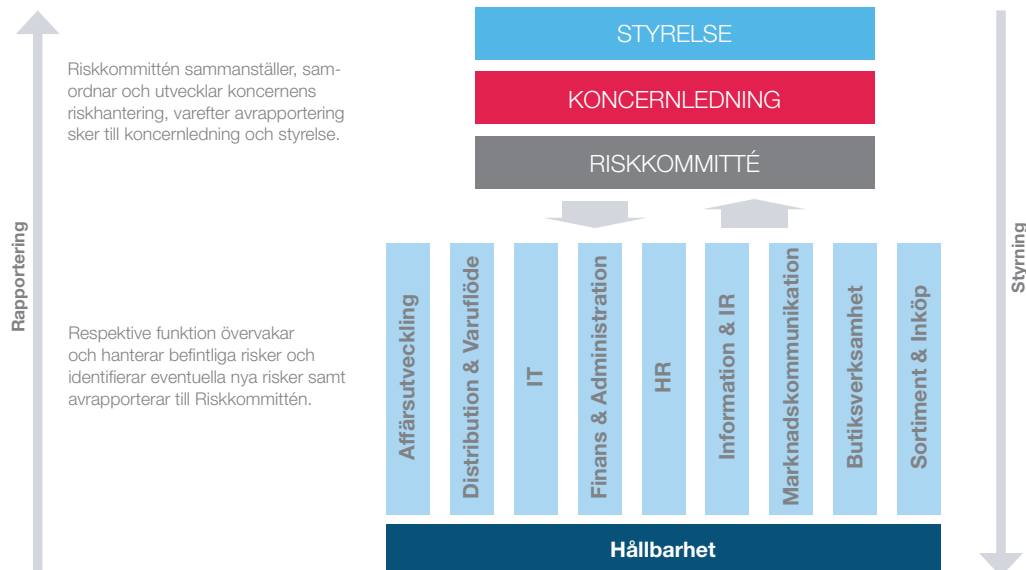 STYRELSE
Riskkommittén sammanställer, sam-
ordnar och utvecklar koncernens
riskhantering, varefter avrapportering
sker till koncernledning och styrelse.
KONCERNLEDNING
RISKKOMMITTÉ
Rapportering
Styrning
Respektive funktion övervakar
och hanterar befintliga risker och
identifierar eventuella nya risker samt
avrapporterar till Riskkommittén.
Affärsutveckling
Distribution & Varuflöde
IT
Finans & Administration
HR
Information & IR
Marknadskommunikation
Butiksverksamhet
Sortiment & Inköp
Hållbarhet